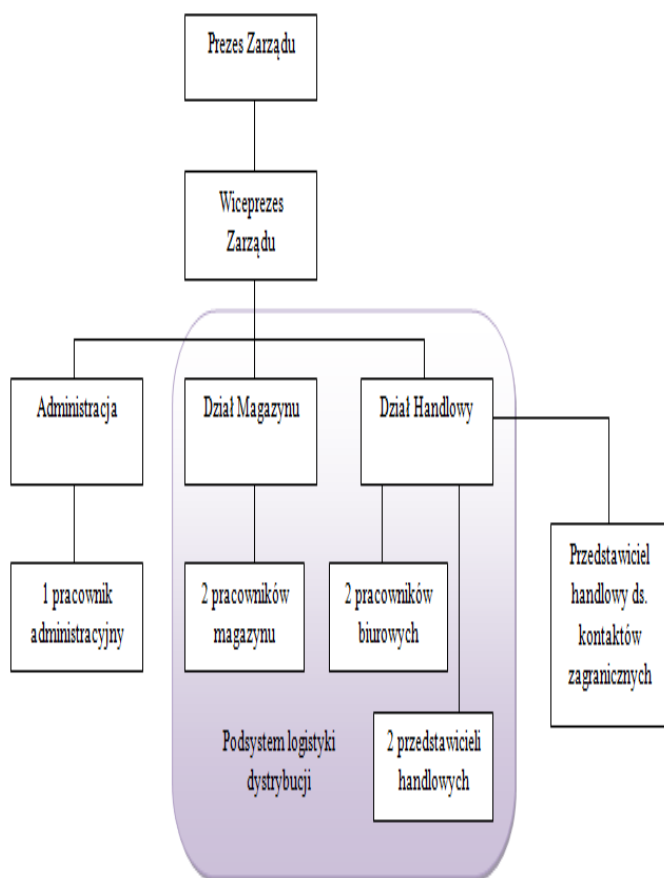 Prezes Zarządu
Wiceprezes
Zarządu
Administracja
Dział Magazynu
Dział Handlowy
1 pracownik
administracyjny
2 pracowników
magazynu
2 pracowników
biurowych
Przedstawiciel
handlowy ds.
kontaktów
zagranicznych
Podsystem logistyki
dystrybucji
2 przedstawicieli
handlowych